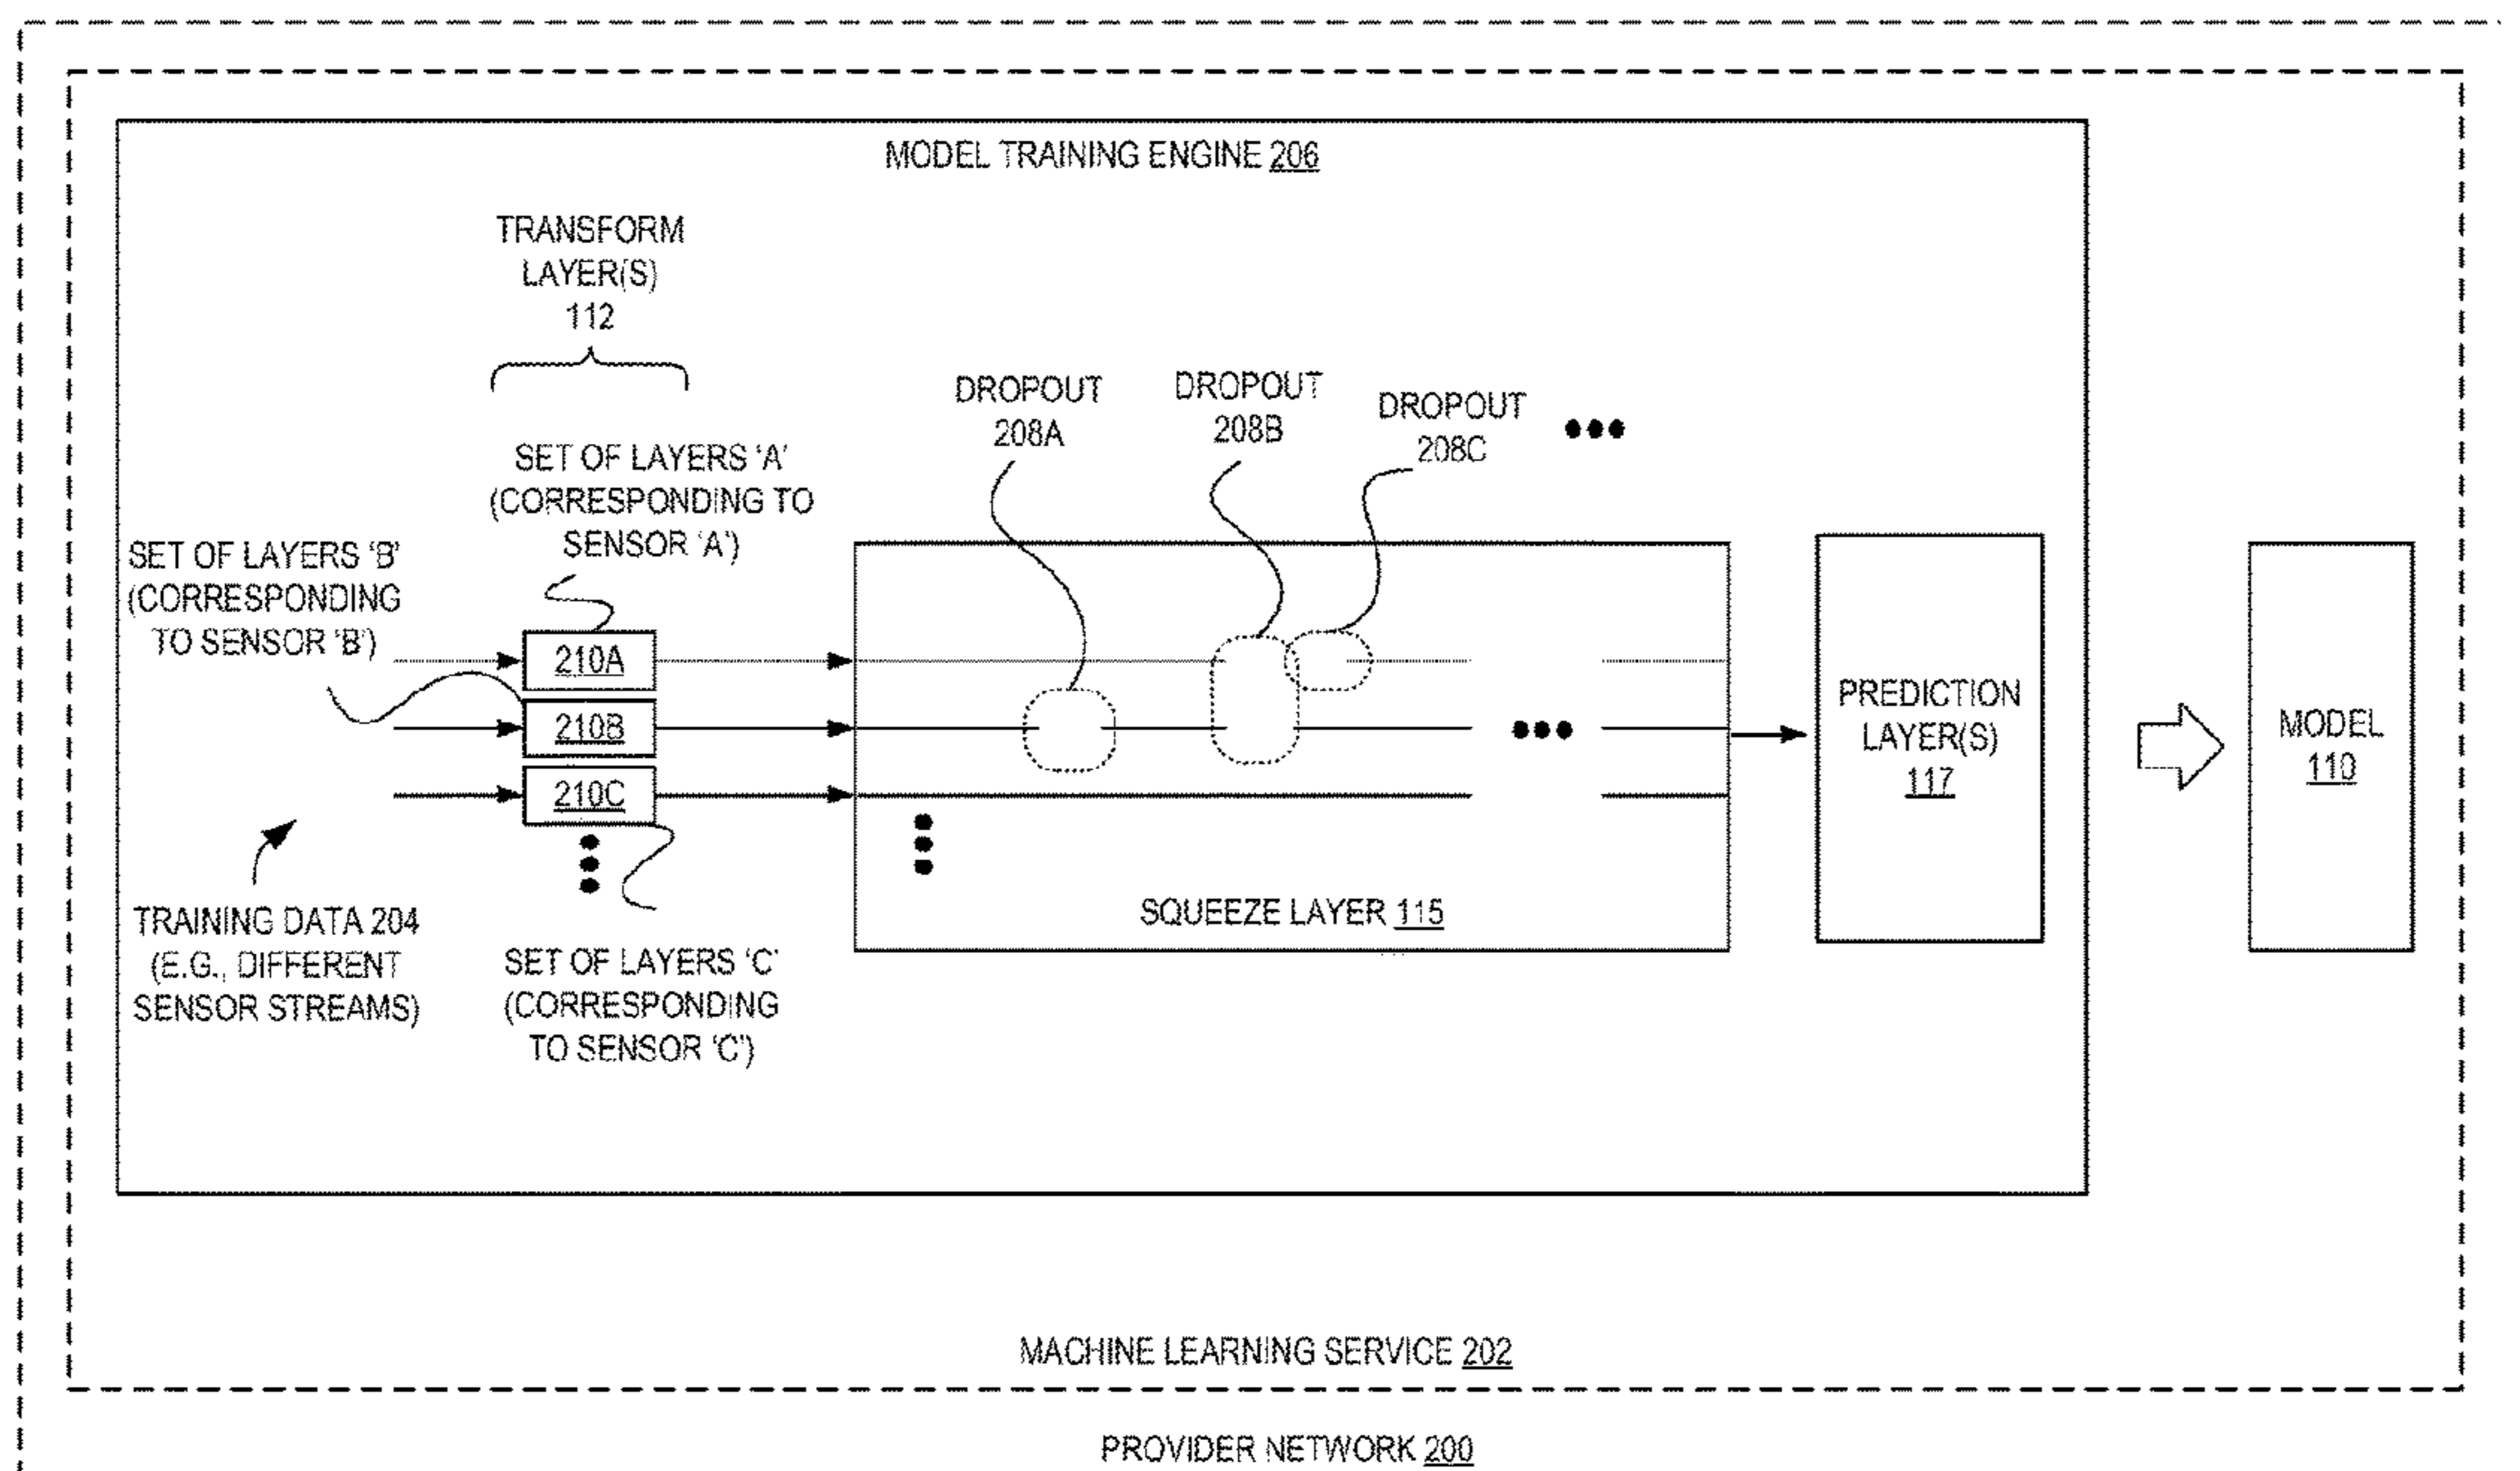 MODEL TRAINING ENGINE 206
TRANSFORM
LAYER(S)
112
DROPOUT
208A
DROPOUT
208B
DROPOUT
208C
SET OF LAYERS 'A'
(CORRESPONDING TO
SENSOR 'A')
SET OF LAYERS 'B'
(CORRESPONDING
TO SENSOR 'B')
210A
210B
210C
PREDICTION
LAYER(S)
117
MODEL
110
TRAINING DATA 204
(E.G., DIFFERENT
SENSOR STREAMS)
SET OF LAYERS 'C'
(CORRESPONDING
TO SENSOR 'C')
SQUEEZE LAYER 115
MACHINE LEARNING SERVICE 202
PROVIDER NETWORK 200